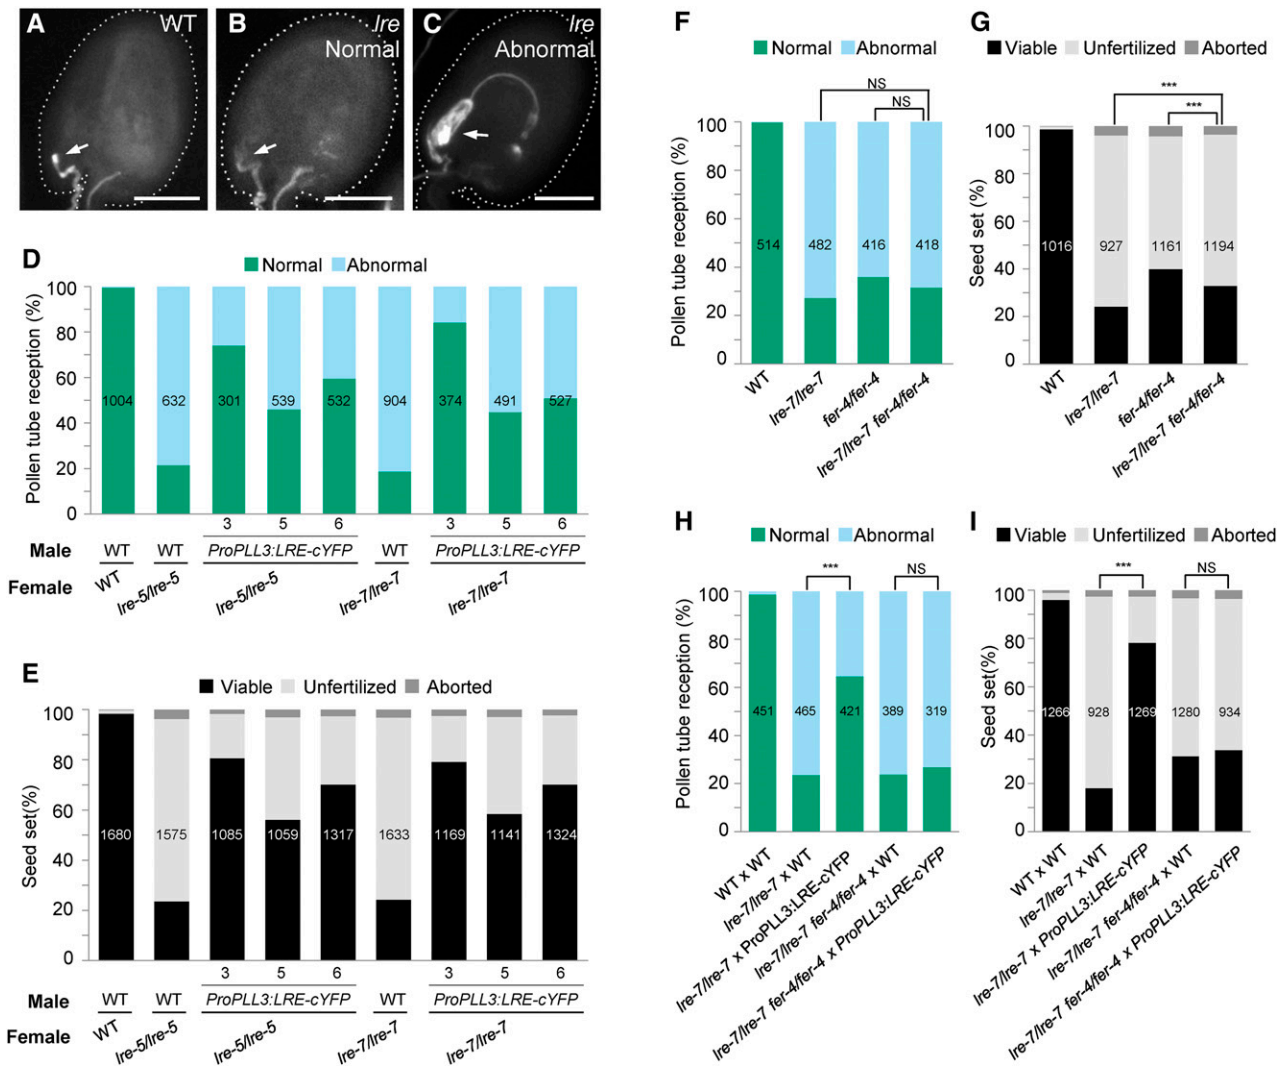 A
WT
B
lre
Normal
C
lre
Abnormal
D
Normal
Abnormal
Pollen tube reception (%)
100
80
60
40
20
0
1004
632
301
539
532
904
374
491
527
3
5
6
3
5
6
Male
WT
WT
ProPLL3:LRE-cYFP
WT
ProPLL3:LRE-cYFP
Female
WT
lre-5/lre-5
lre-5/lre-5
lre-7/lre-7
lre-7/lre-7
E
Viable
Unfertilized
Aborted
Seed set(%)
100
80
60
40
20
0
1680
1575
1085
1059
1317
1633
1169
1141
1324
3
5
6
3
5
6
Male
WT
WT
ProPLL3:LRE-cYFP
WT
ProPLL3:LRE-cYFP
Female
WT
lre-5/lre-5
lre-5/lre-5
lre-7/lre-7
lre-7/lre-7
F
Normal
Abnormal
NS
NS
Pollen tube reception (%)
100
80
60
40
20
0
514
482
416
418
WT
lre-7/lre-7
fer-4/fer-4
lre-7/lre-7 fer-4/fer-4
G
Viable
Unfertilized
Aborted
***
***
Seed set (%)
100
80
60
40
20
0
1016
927
1161
1194
WT
lre-7/lre-7
fer-4/fer-4
lre-7/lre-7 fer-4/fer-4
H
Normal
Abnormal
***
NS
Pollen tube reception (%)
100
80
60
40
20
0
451
465
421
389
319
WT x WT
lre-7/lre-7 x WT
lre-7/lre-7 x ProPLL3:LRE-cYFP
lre-7/lre-7 fer-4/fer-4 x WT
lre-7/lre-7 fer-4/fer-4 x ProPLL3:LRE-cYFP
I
Viable
Unfertilized
Aborted
***
NS
Seed set(%)
100
80
60
40
20
0
1266
928
1269
1280
934
WT x WT
lre-7/lre-7 x WT
lre-7/lre-7 x ProPLL3:LRE-cYFP
lre-7/lre-7 fer-4/fer-4 x WT
lre-7/lre-7 fer-4/fer-4 x ProPLL3:LRE-cYFP